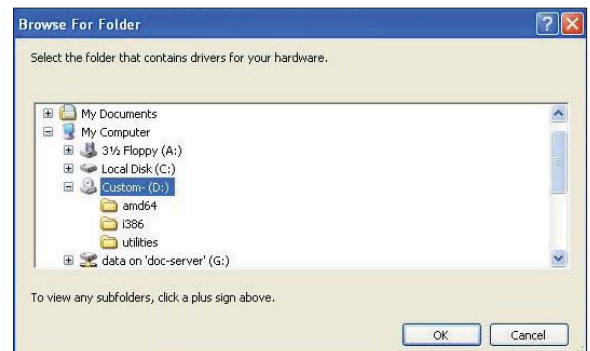 Browse For Folder
Select the folder that contains drivers for your hardware.
My Documents
My Computer
3½ Floppy (A:)
Local Disk (C:)
Custom- (D:)
amd64
i386
utilities
data on 'doc-server' (G:)
To view any subfolders, click a plus sign above.
OK Cancel